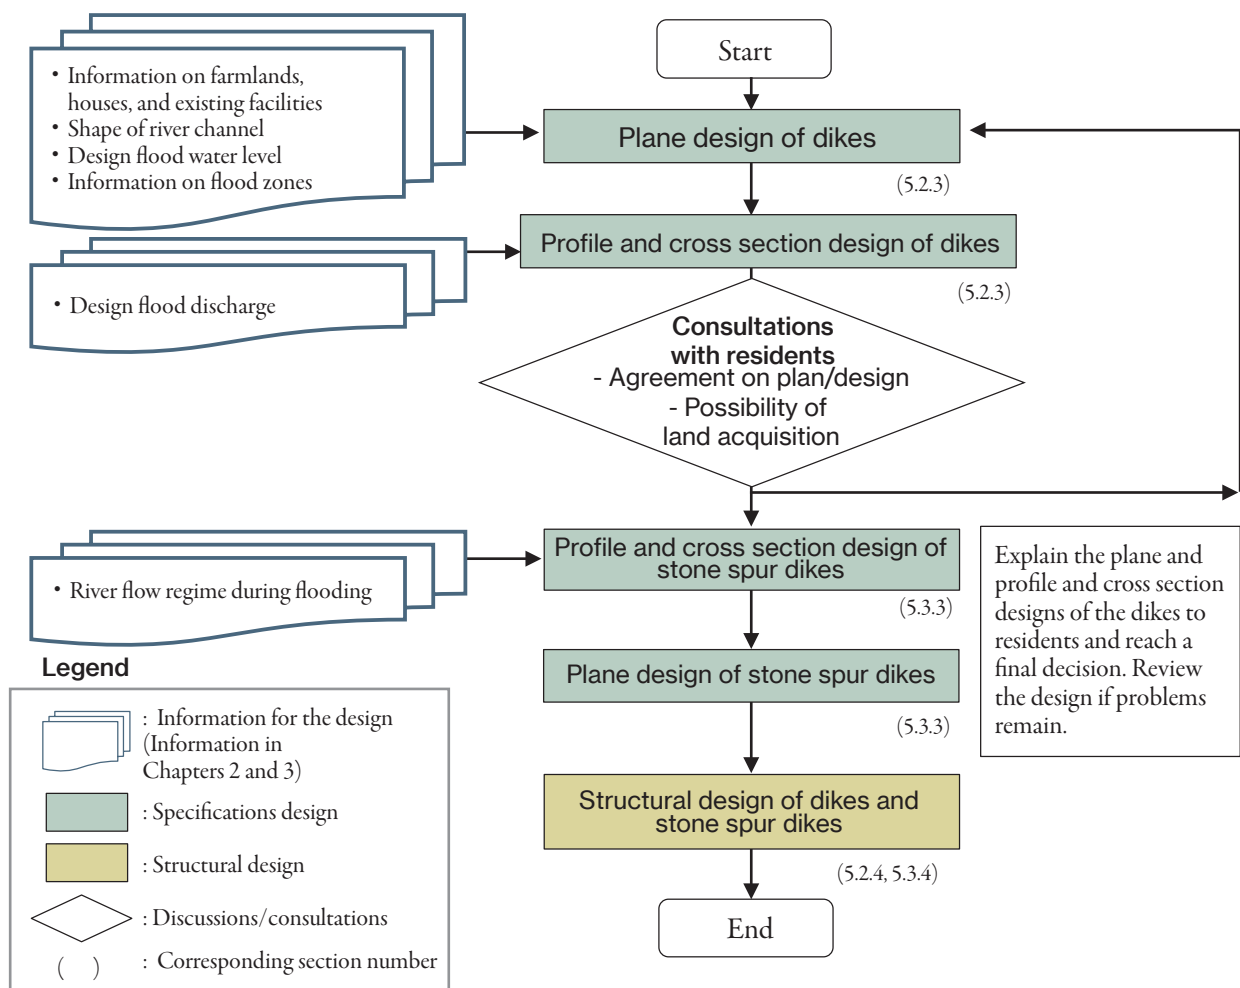 Start
• Information on farmlands,
houses, and existing facilities
• Shape of river channel
• Design flood water level
• Information on flood zones
Plane design of dikes
(5.2.3)
Profile and cross section design of dikes
(5.2.3)
• Design flood discharge
Consultations
with residents
- Agreement on plan/design
- Possibility of
land acquisition
• River flow regime during flooding
Profile and cross section design of
stone spur dikes
(5.3.3)
Explain the plane and
profile and cross section
designs of the dikes to
residents and reach a
final decision. Review
the design if problems
remain.
Plane design of stone spur dikes
(5.3.3)
Structural design of dikes and
stone spur dikes
(5.2.4, 5.3.4)
End
Legend
: Information for the design
(Information in
Chapters 2 and 3)
: Specifications design
: Structural design
: Discussions/consultations
( ) : Corresponding section number